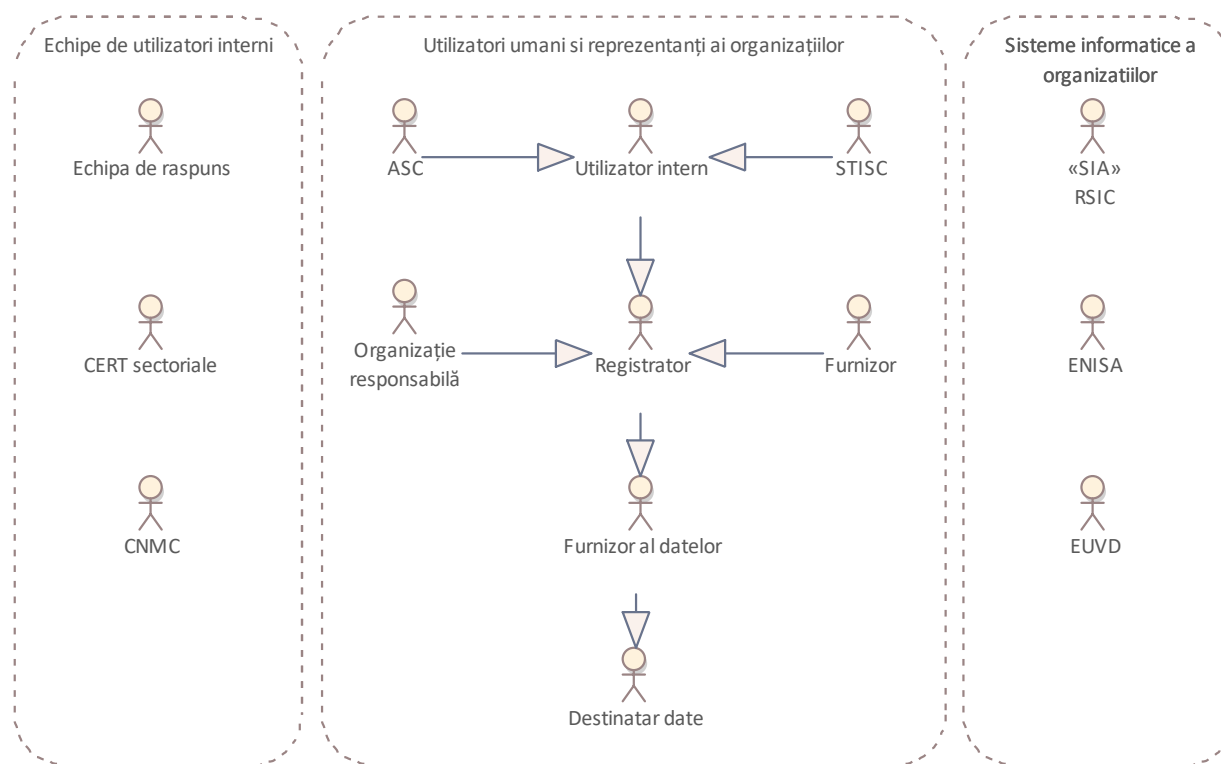 Echipe de utilizatori interni
Echipa de raspuns
CERT sectoriale
CNMC
Utilizatori umani si reprezentanți ai organizațiilor
ASC
Utilizator intern
STISC
Organizație
responsabilă
Registrator
Furnizor
Furnizor al datelor
Destinatar date
Sisteme informatice a
organizatiilor
«SIA»
RSIC
ENISA
EUVD